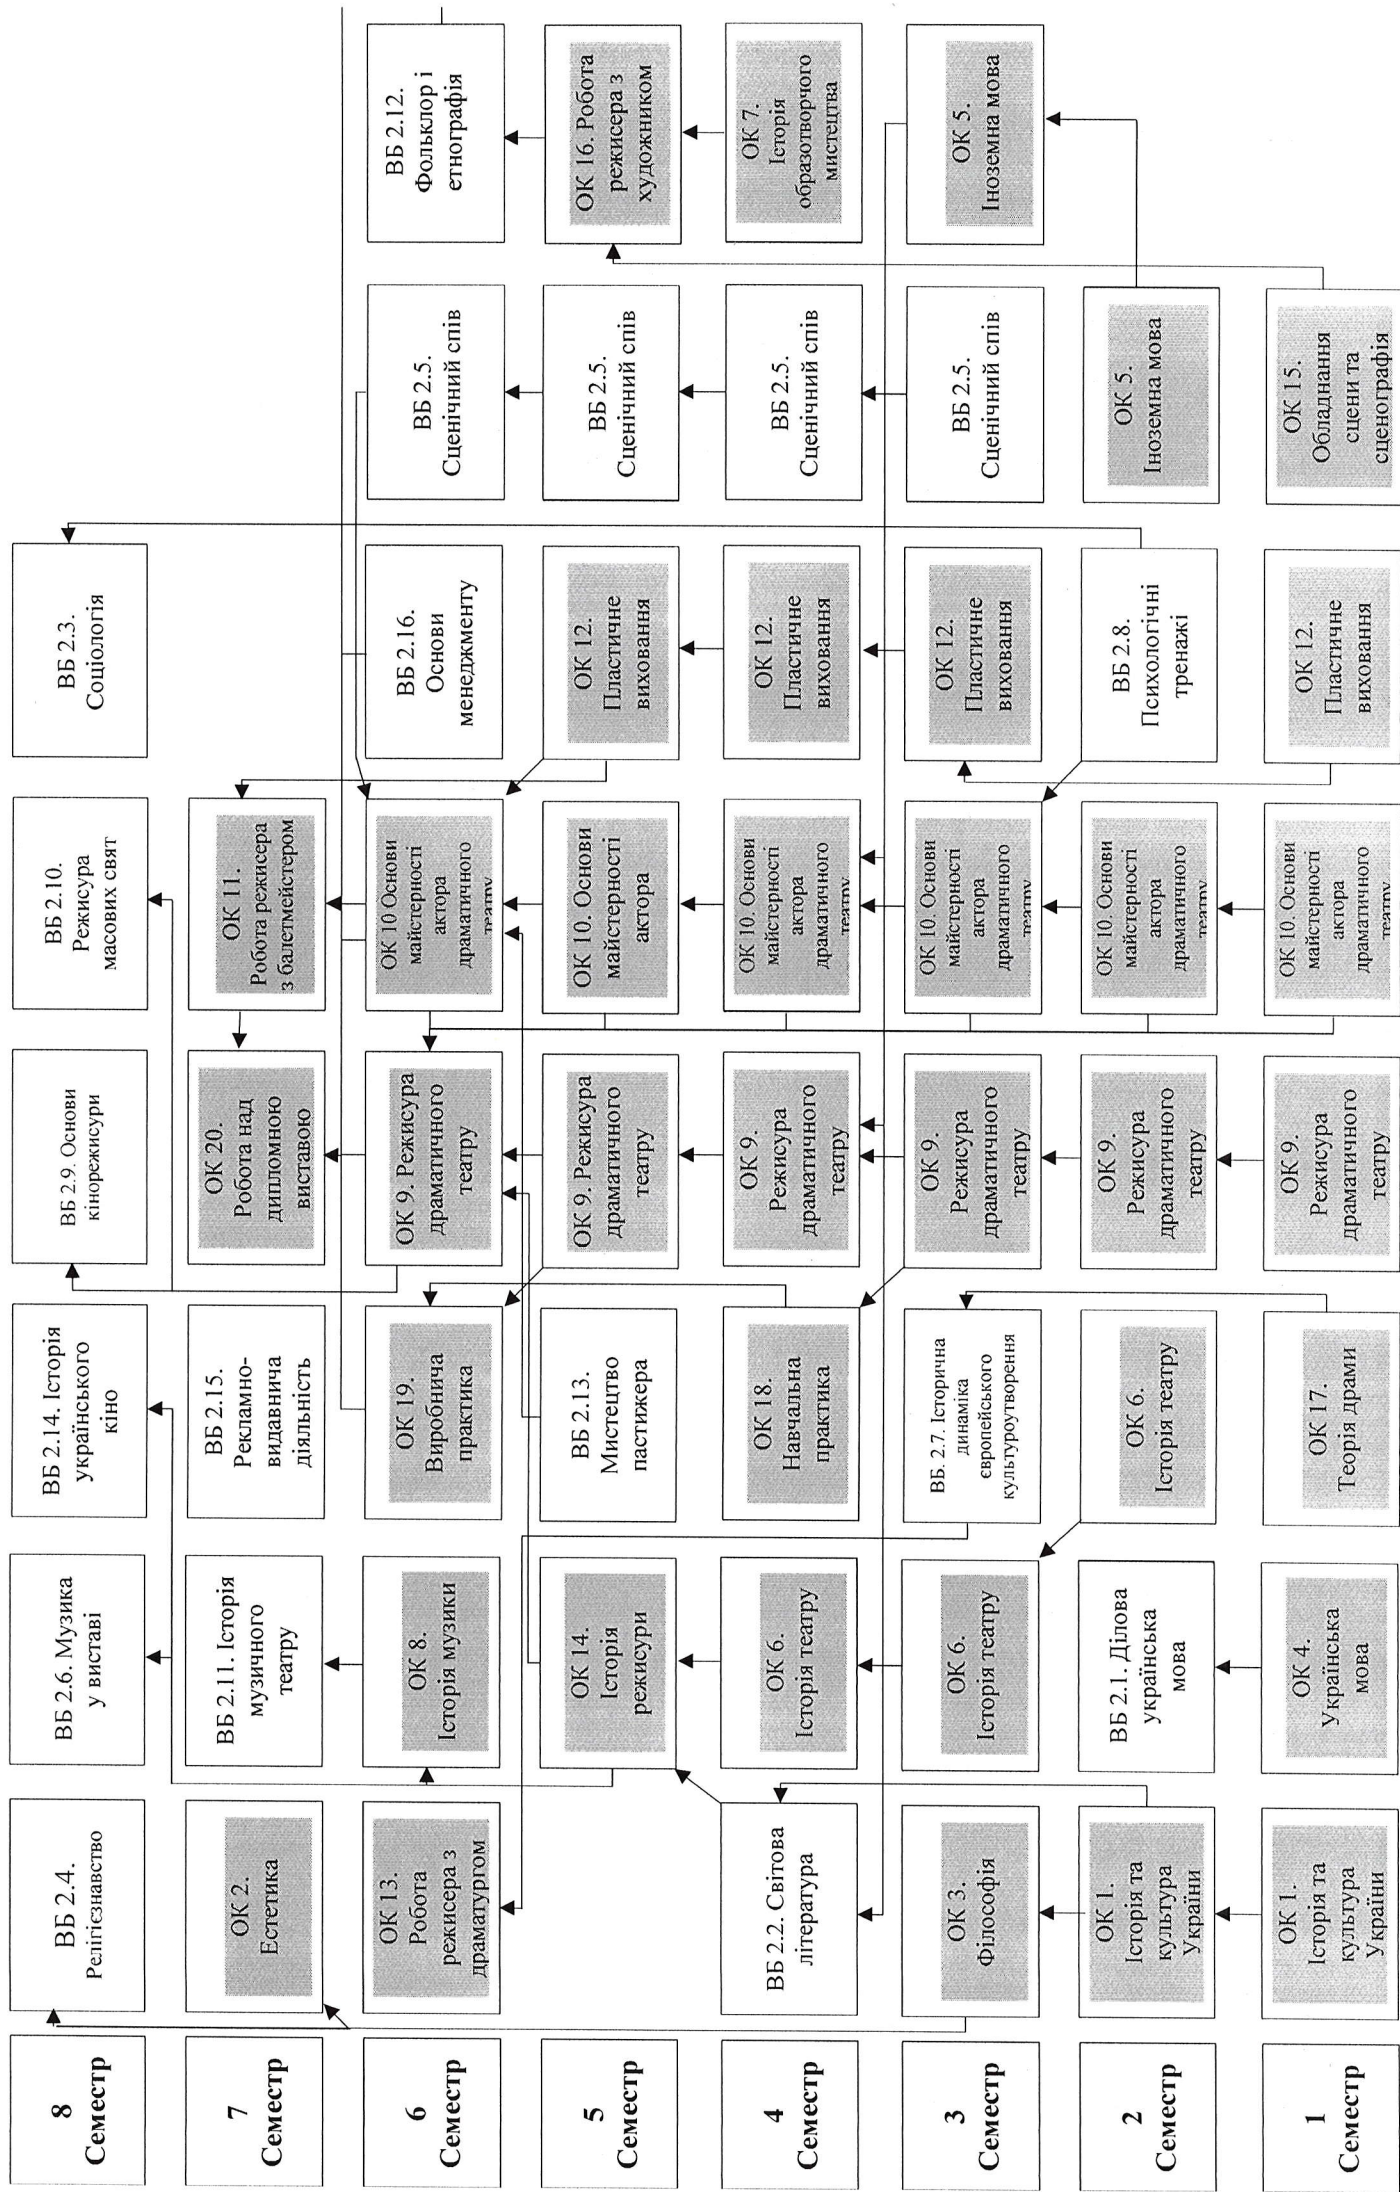 8
Семестр
ВБ 2.4.
Релігієзнавство
ВБ 2.6. Музика
у виставі
ВБ 2.14. Історія
українського
кіно
ВБ 2.9. Основи
кінорежисури
ВБ 2.10.
Режисура
масових свят
ВБ 2.3.
Соціологія
7
Семестр
ОК 2.
Естетика
ВБ 2.11. Історія
музичного
театру
ВБ 2.15.
Рекламно-
видавнича
діяльність
ОК 20.
Робота над
дипломною
виставою
ОК 11.
Робота режисера
з балетмейстером
6
Семестр
ОК 13.
Робота
режисера з
драматургом
ОК 8.
Історія музики
ОК 19.
Виробнича
практика
ОК 9. Режисура
драматичного
театру
ОК 10 Основи
майстерності
актора
драматичного
театру
ВБ 2.16.
Основи
менеджменту
ВБ 2.5.
Сценічний спів
ВБ 2.12.
Фольклор і
етнографія
5
Семестр
ОК 14.
Історія
режисури
ВБ 2.13.
Мистецтво
пастижера
ОК 9. Режисура
драматичного
театру
ОК 10. Основи
майстерності
актора
ОК 12.
Пластичне
виховання
ВБ 2.5.
Сценічний спів
ОК 16. Робота
режисера з
художником
4
Семестр
ВБ 2.2. Світова
література
ОК 6.
Історія театру
ОК 18.
Навчальна
практика
ОК 9.
Режисура
драматичного
театру
ОК 10. Основи
майстерності
актора
драматичного
театру
ОК 12.
Пластичне
виховання
ВБ 2.5.
Сценічний спів
ОК 7.
Історія
образотворчого
мистецтва
3
Семестр
ОК 3.
Філософія
ОК 6.
Історія театру
ВБ. 2.7. Історична
динаміка
європейського
культуроутворення
ОК 9.
Режисура
драматичного
театру
ОК 10. Основи
майстерності
актора
драматичного
театру
ОК 12.
Пластичне
виховання
ВБ 2.5.
Сценічний спів
ОК 5.
Іноземна мова
2
Семестр
ОК 1.
Історія та
культура
України
ВБ 2.1. Ділова
українська
мова
ОК 6.
Історія театру
ОК 9.
Режисура
драматичного
театру
ОК 10. Основи
майстерності
актора
драматичного
театру
ВБ 2.8.
Психологічні
тренажі
ОК 5.
Іноземна мова
1
Семестр
ОК 1.
Історія та
культура
України
ОК 4.
Українська
мова
ОК 17.
Теорія драми
ОК 9.
Режисура
драматичного
театру
ОК 10. Основи
майстерності
актора
драматичного
театру
ОК 12.
Пластичне
виховання
ОК 15.
Обладнання
сцени та
сценографія